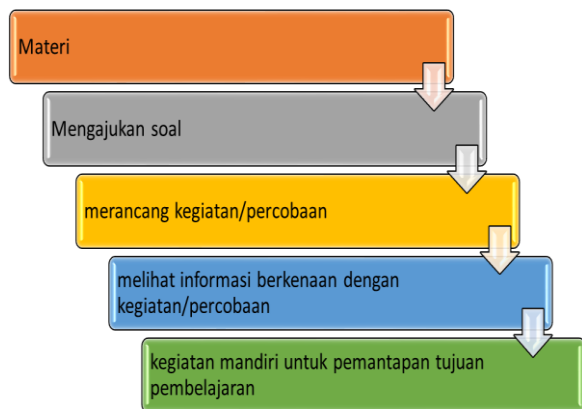 Materi
Mengajukan soal
merancang kegiatan/percobaan
melihat informasi berkenaan dengan
kegiatan/percobaan
kegiatan mandiri untuk pemantapan tujuan
pembelajaran